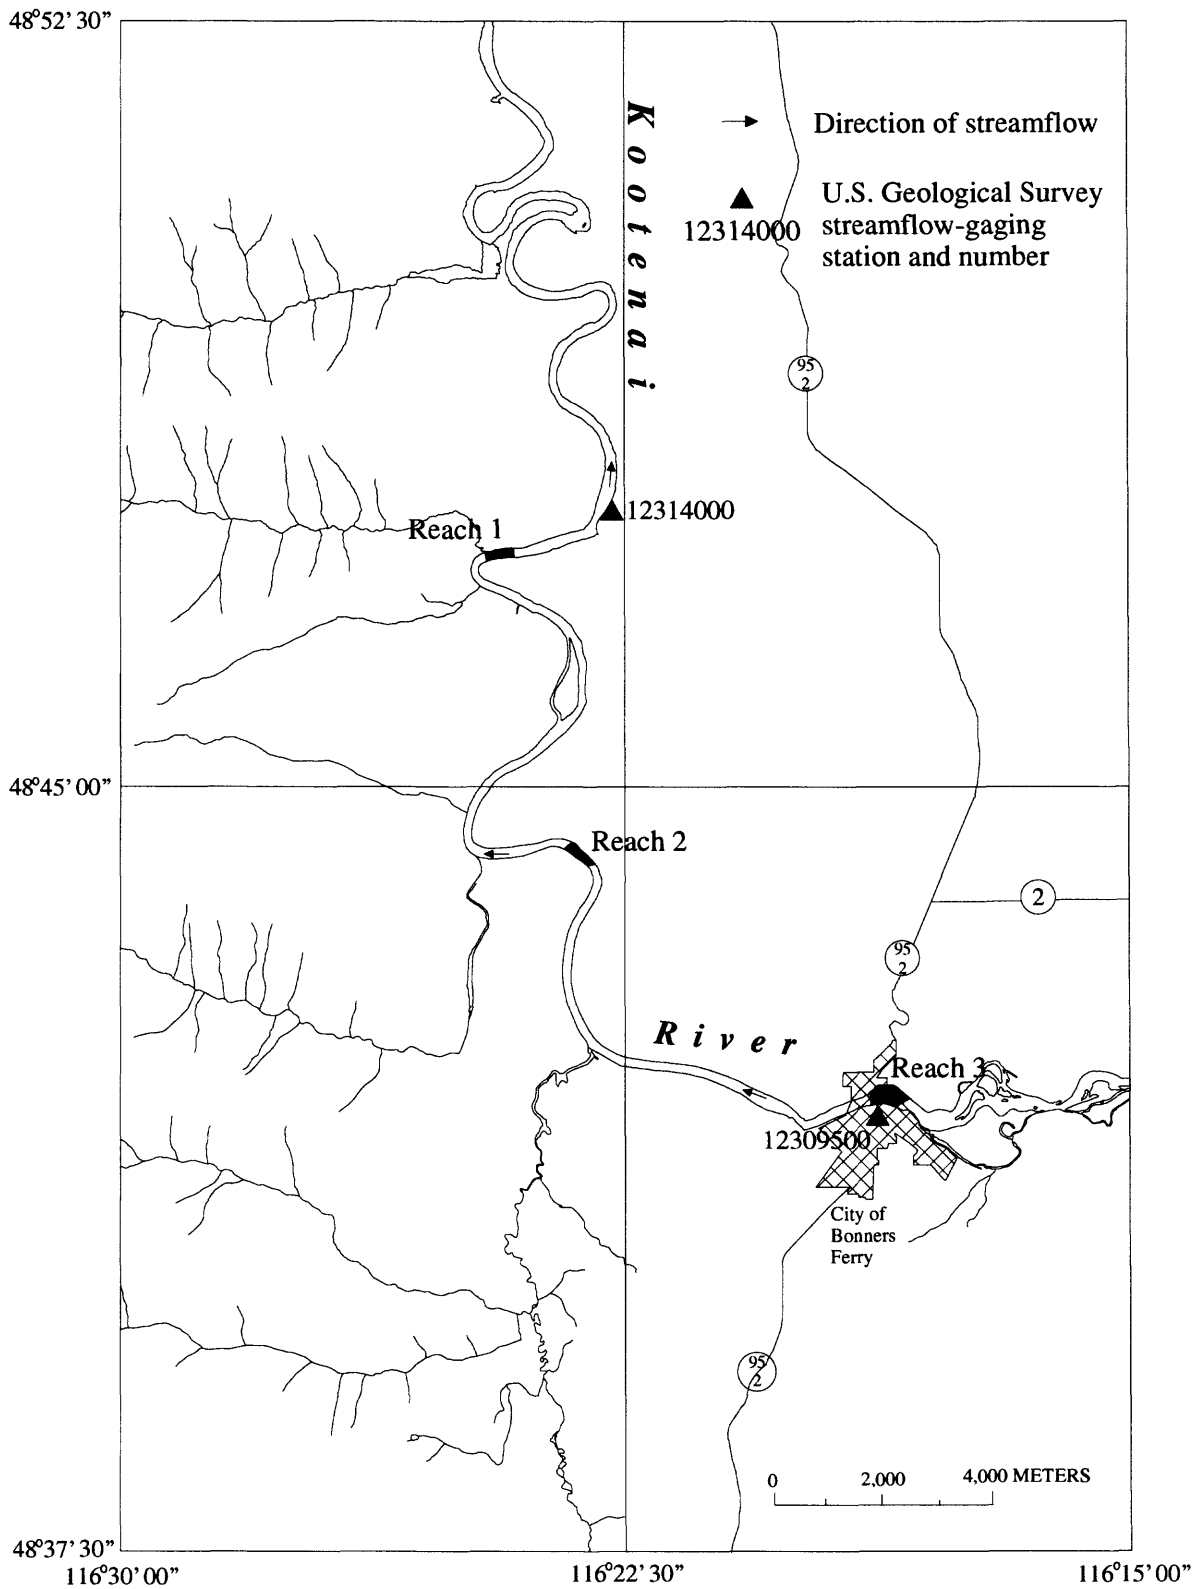 48°52'30"
Kootenai
Direction of streamflow
12314000
U.S. Geological Survey
streamflow-gaging
station and number
95
2
12314000
Reach 1
48°45'00"
Reach 2
2
95
2
River
Reach 3
12309500
City of
Bonners
Ferry
95
2
0 2,000 4,000 METERS
48°37'30"
116°30'00" 116°22'30" 116°15'00"